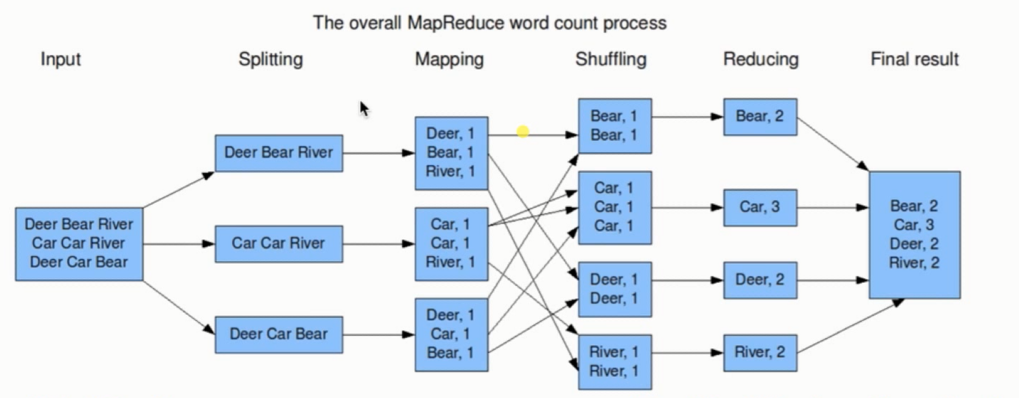 The overall MapReduce word count process
Input
Splitting
Mapping
Shuffling
Reducing
Final result
Deer Bear River
Car Car River
Deer Car Bear
Deer Bear River
Car Car River
Deer Car Bear
Deer, 1
Bear, 1
River, 1
Car, 1
Car, 1
River, 1
Deer, 1
Car, 1
Bear, 1
Bear, 1
Bear, 1
Car, 1
Car, 1
Car, 1
Deer, 1
Deer, 1
River, 1
River, 1
Bear, 2
Car, 3
Deer, 2
River, 2
Bear, 2
Car, 3
Deer, 2
River, 2